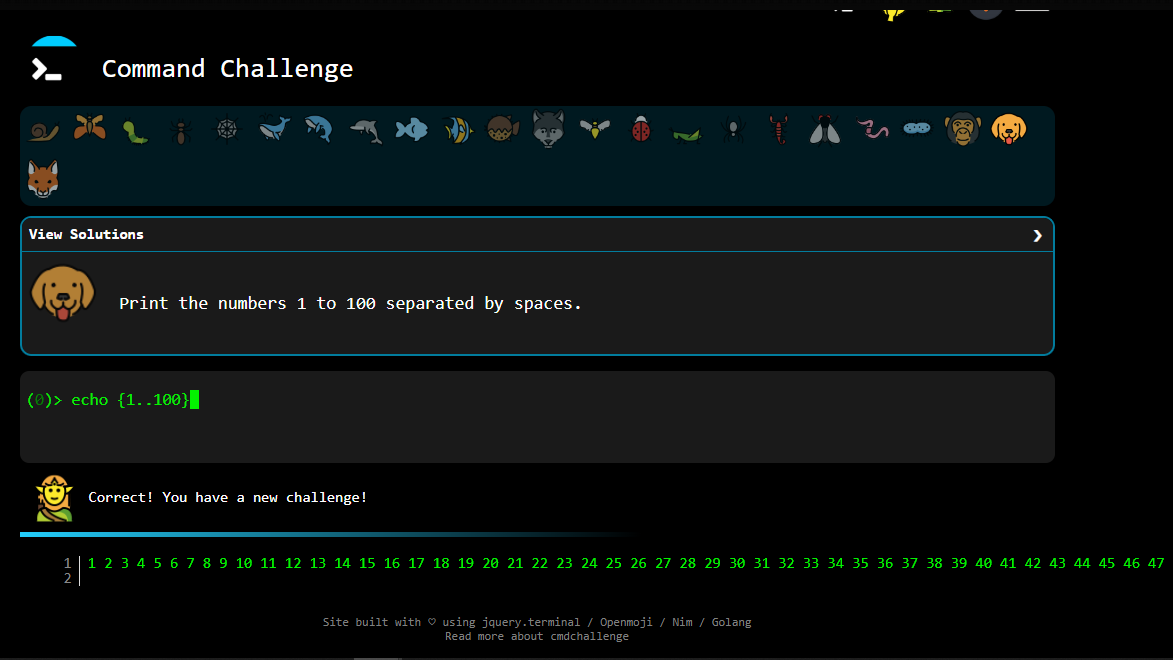 Command Challenge
View Solutions ❯
Print the numbers 1 to 100 separated by spaces.
(0)> echo {1..100}
Correct! You have a new challenge!
1 1 2 3 4 5 6 7 8 9 10 11 12 13 14 15 16 17 18 19 20 21 22 23 24 25 26 27 28 29 30 31 32 33 34 35 36 37 38 39 40 41 42 43 44 45 46 47
2
Site built with ♡ using jquery.terminal / Openmoji / Nim / Golang
Read more about cmdchallenge